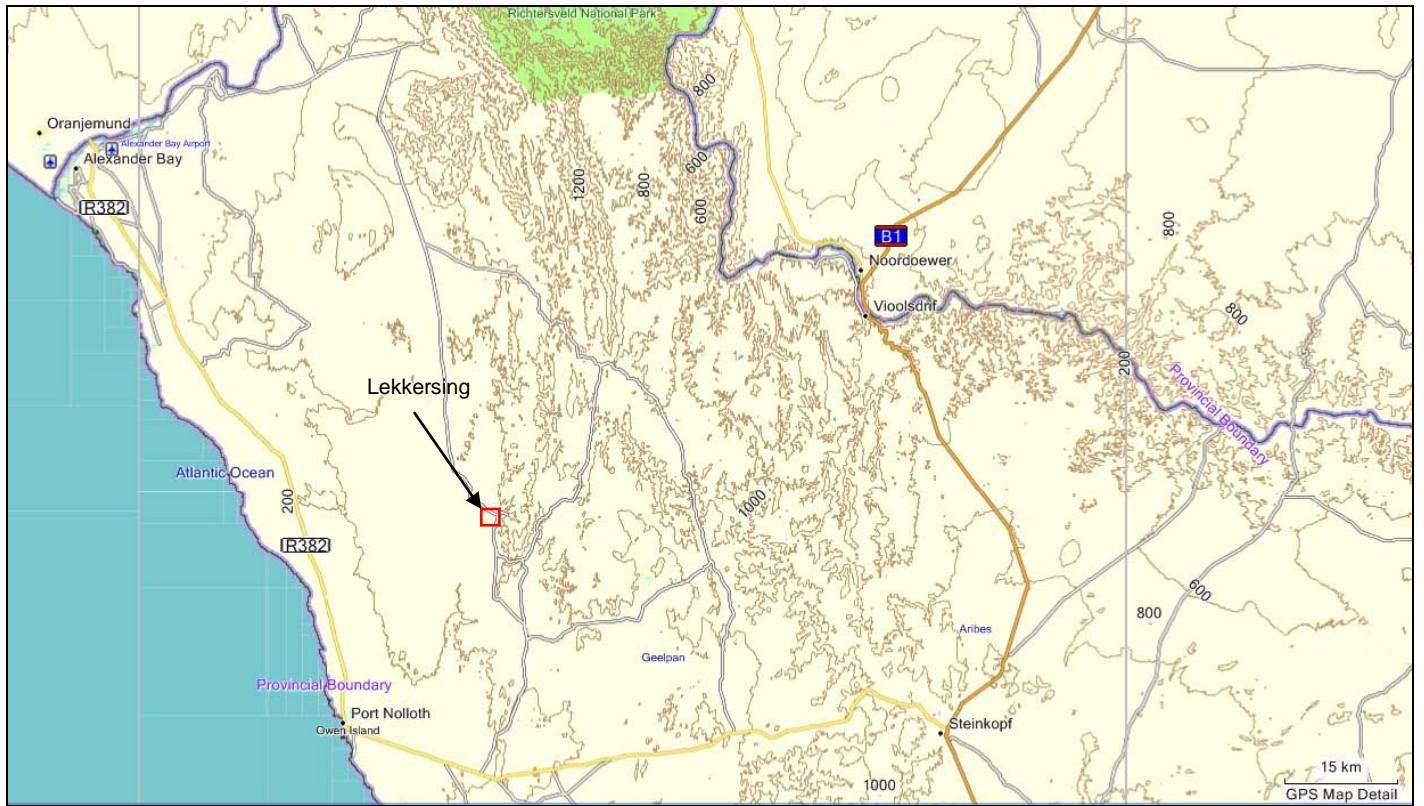 Richtersveld National Park
800
Oranjemund
Alexander Bay Airport
Alexander Bay
600
1200
800
600
R382
800
B1
Noordoewer
Vioolsdrif
800
200
Provincial Boundary
Lekkersing
Atlantic Ocean
200
1000
R382
600
800
Aribes
Geelpan
Provincial Boundary
Port Nolloth
Owen Island
Steinkopf
1000
15 km
GPS Map Detail